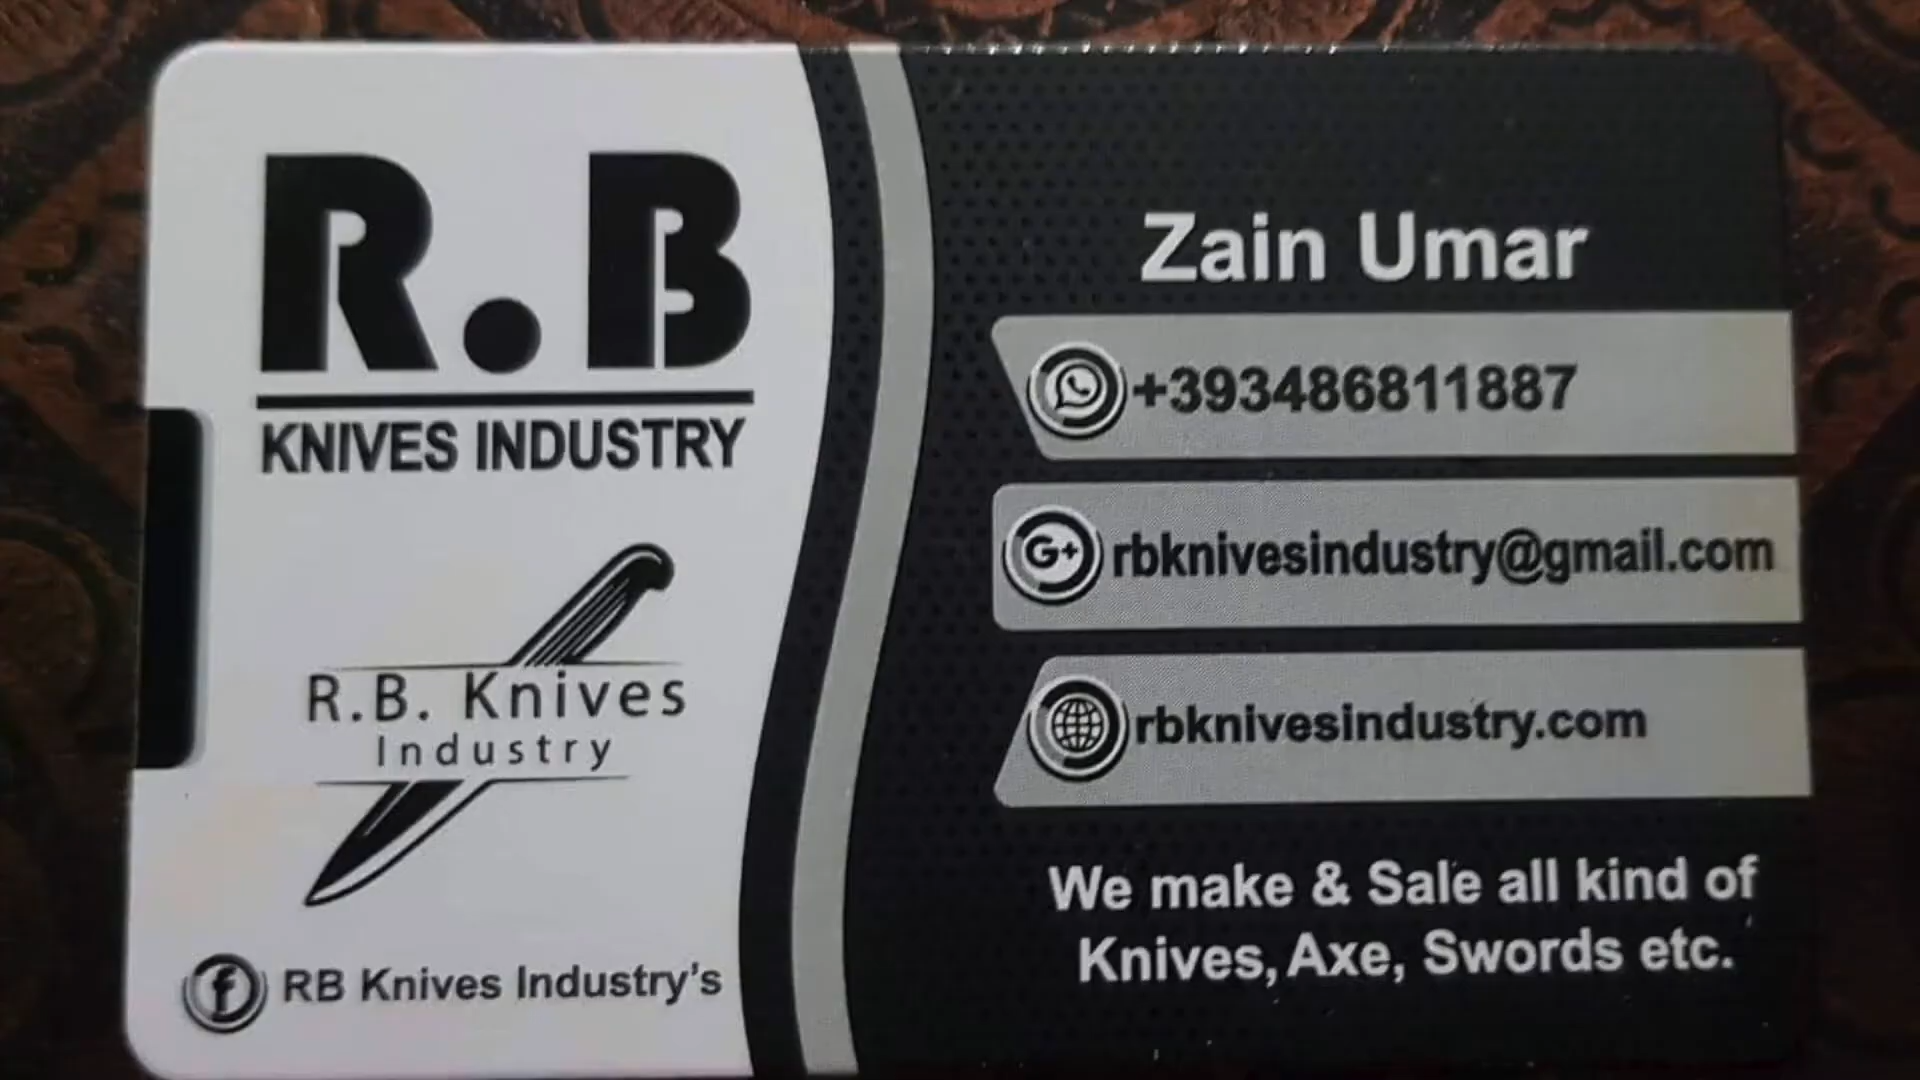 R.B
KNIVES INDUSTRY
R.B. Knives
Industry
RB Knives Industry's
Zain Umar
+393486811887
G+ rbknivesindustry@gmail.com
rbknivesindustry.com
We make & Sale all kind of
Knives, Axe, Swords etc.